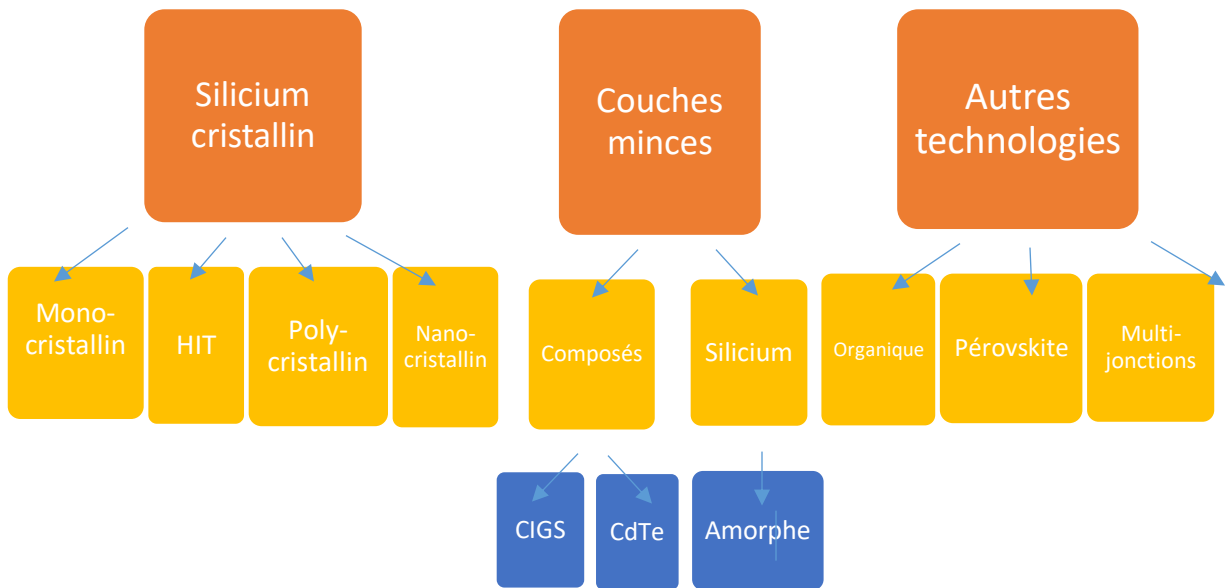 Silicium
cristallin
Couches
minces
Autres
technologies
Mono-
cristallin
HIT
Poly-
cristallin
Nano-
cristallin
Composés
Silicium
Organique
Pérovskite
Multi-
jonctions
CIGS
CdTe
Amorphe